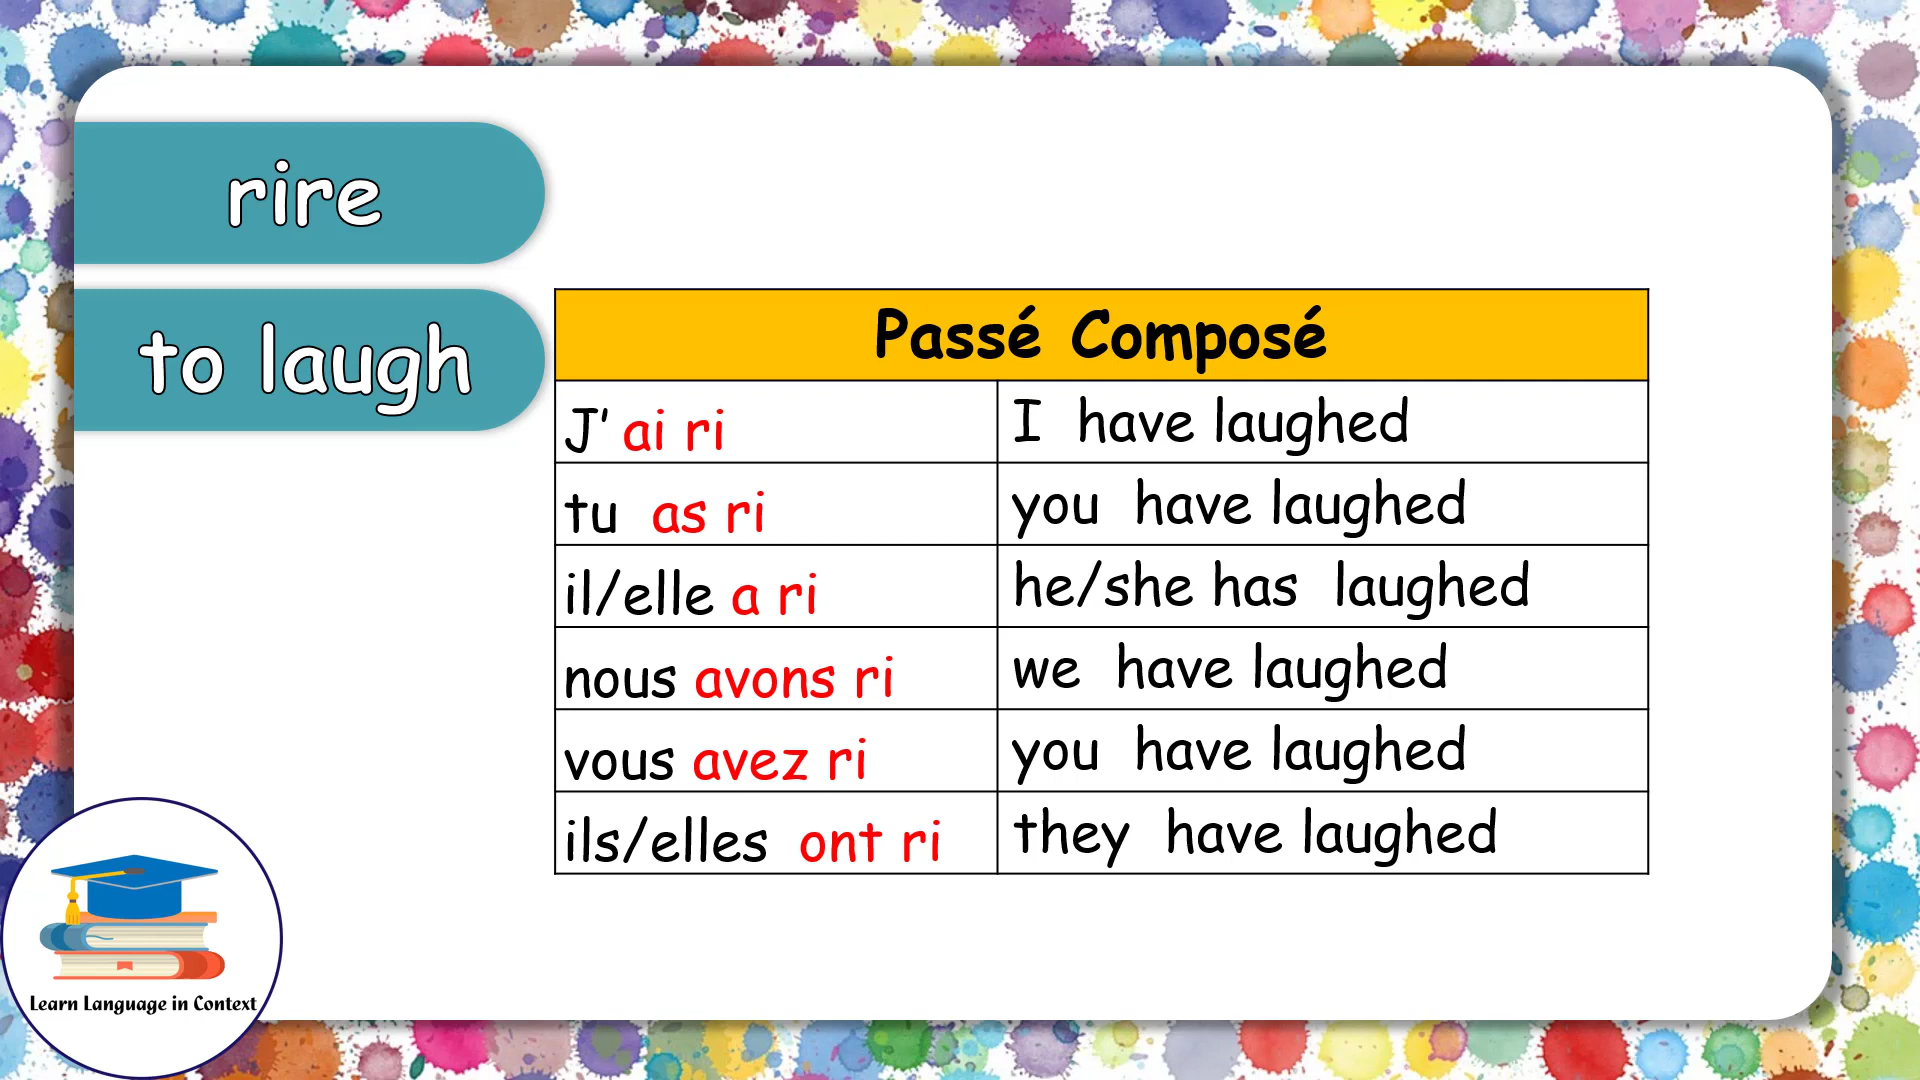 rire
to laugh
Passé Composé
J' ai ri
I have laughed
tu as ri
you have laughed
il/elle a ri
he/she has laughed
nous avons ri
we have laughed
vous avez ri
you have laughed
ils/elles ont ri
they have laughed
Learn Language in Context